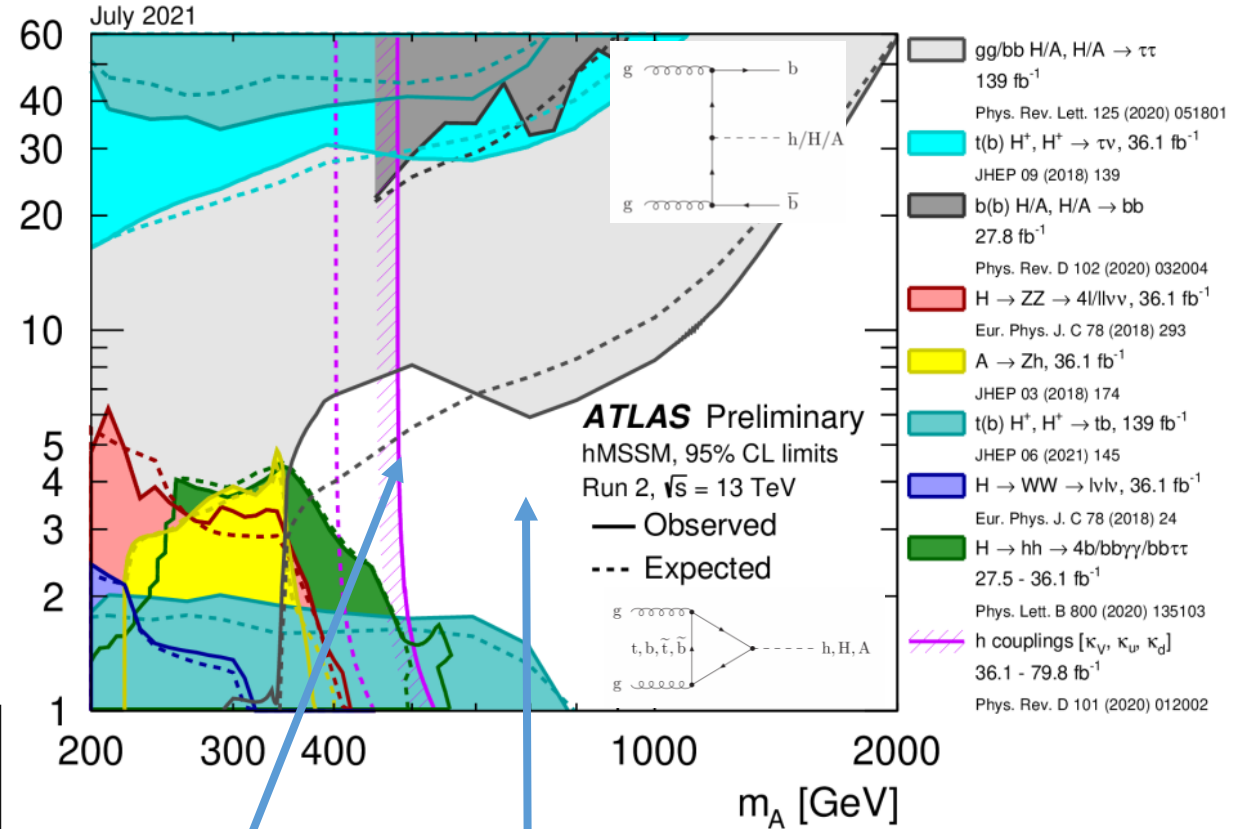 July 2021
60
40
30
20
10
5
4
3
2
1
200
300
400
1000
2000
m_A [GeV]
g
b
h/H/A
g
b̅
ATLAS Preliminary
hMSSM, 95% CL limits
Run 2, √s = 13 TeV
Observed
Expected
g
t, b, t̃, b̃
h, H, A
g
gg/bb H/A, H/A → ττ
139 fb⁻¹
Phys. Rev. Lett. 125 (2020) 051801
t(b) H⁺, H⁺ → τν, 36.1 fb⁻¹
JHEP 09 (2018) 139
b(b) H/A, H/A → bb
27.8 fb⁻¹
Phys. Rev. D 102 (2020) 032004
H → ZZ → 4l/llνν, 36.1 fb⁻¹
Eur. Phys. J. C 78 (2018) 293
A → Zh, 36.1 fb⁻¹
JHEP 03 (2018) 174
t(b) H⁺, H⁺ → tb, 139 fb⁻¹
JHEP 06 (2021) 145
H → WW → lνlν, 36.1 fb⁻¹
Eur. Phys. J. C 78 (2018) 24
H → hh → 4b/bbγγ/bbττ
27.5 - 36.1 fb⁻¹
Phys. Lett. B 800 (2020) 135103
h couplings [κ_V, κ_u, κ_d]
36.1 - 79.8 fb⁻¹
Phys. Rev. D 101 (2020) 012002